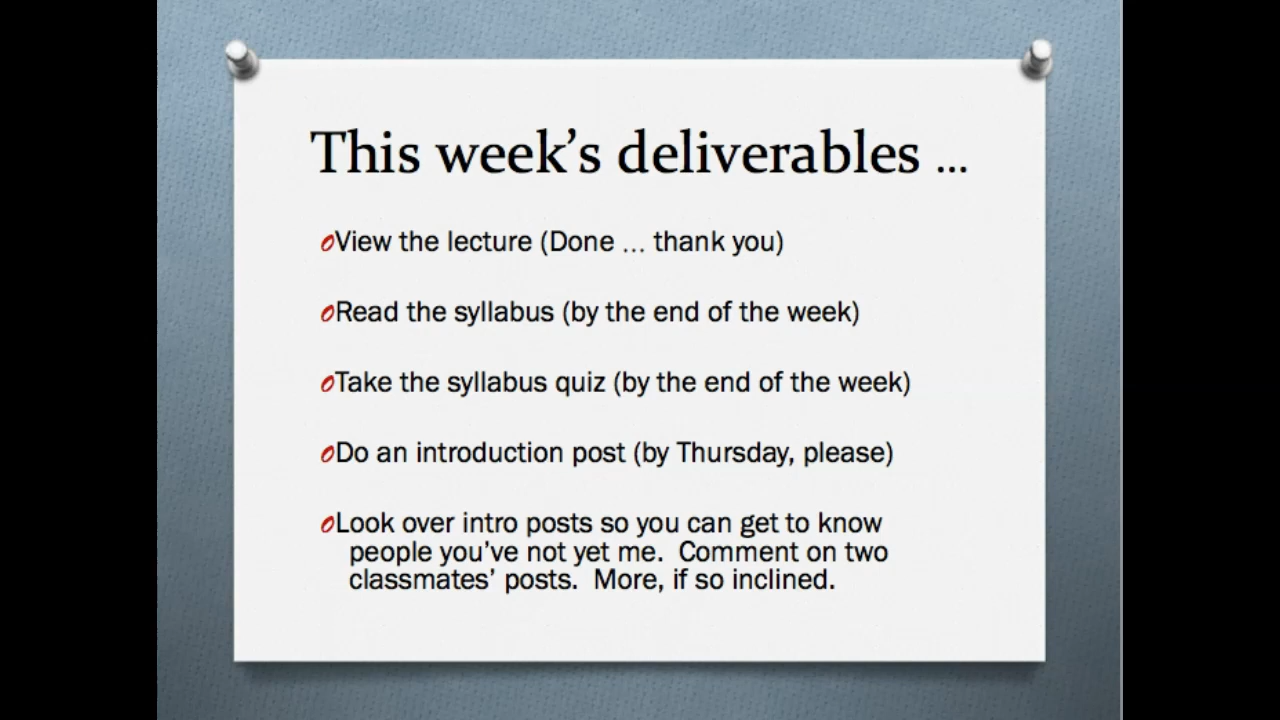 This week’s deliverables ...
View the lecture (Done ... thank you)
Read the syllabus (by the end of the week)
Take the syllabus quiz (by the end of the week)
Do an introduction post (by Thursday, please)
Look over intro posts so you can get to know
people you’ve not yet me.  Comment on two
classmates’ posts.  More, if so inclined.